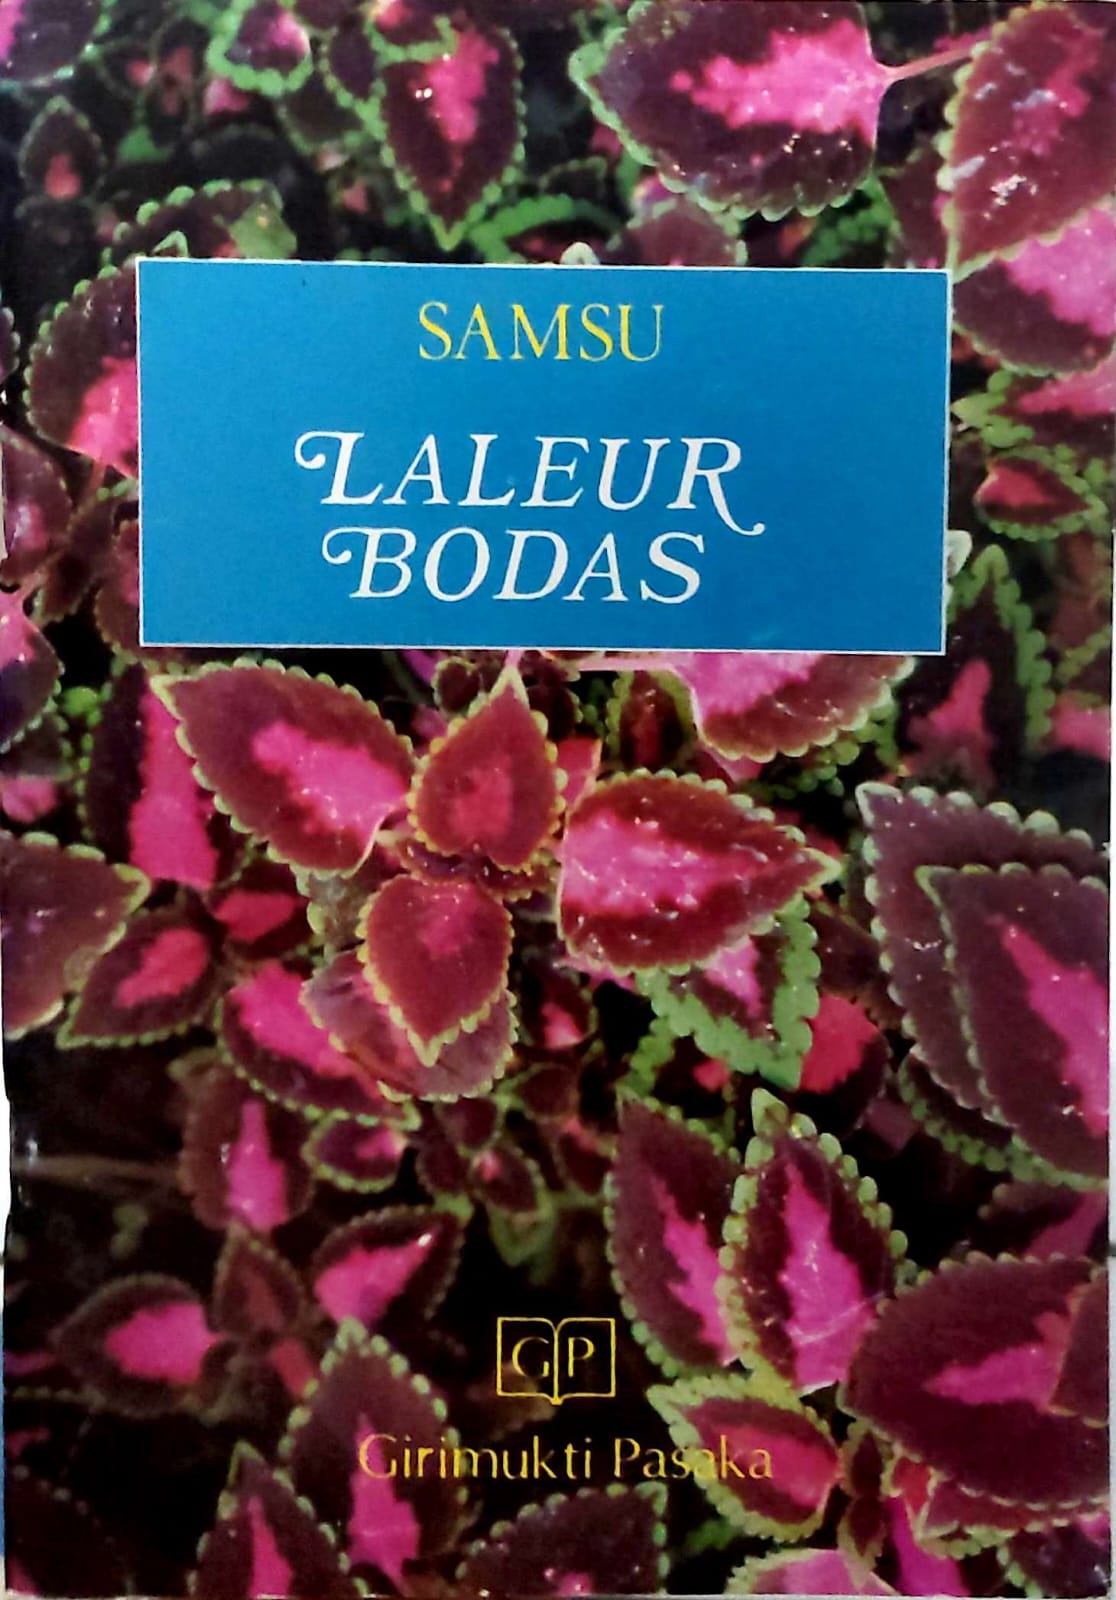 SAMSU
LALEUR
BODAS
GP
Girimukti Pasaka